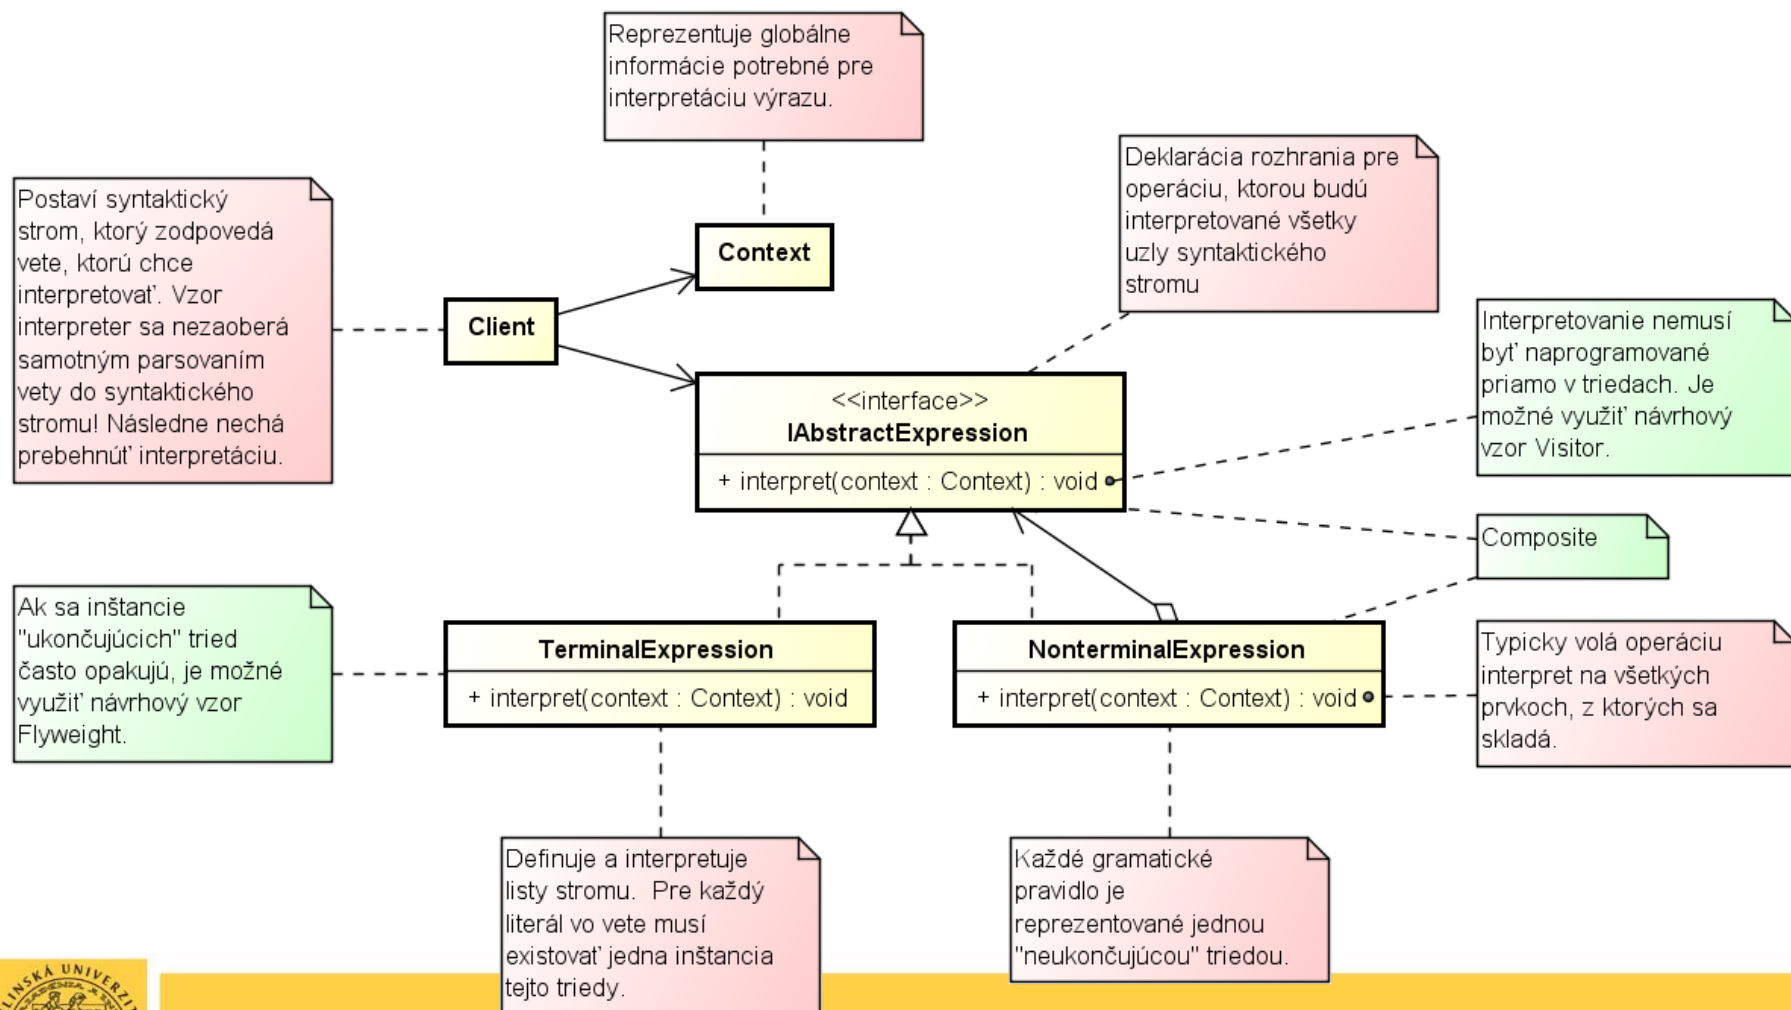 Reprezentuje globálne
informácie potrebné pre
interpretáciu výrazu.
Deklarácia rozhrania pre
operáciu, ktorou budú
interpretované všetky
uzly syntaktického
stromu
Postaví syntaktický
strom, ktorý zodpovedá
vete, ktorú chce
interpretovať. Vzor
interpreter sa nezaoberá
samotným parsovaním
vety do syntaktického
stromu! Následne nechá
prebehnúť interpretáciu.
Context
Client
Interpretovanie nemusí
byť naprogramované
priamo v triedach. Je
možné využiť návrhový
vzor Visitor.
<<interface>>
IAbstractExpression
+ interpret(context : Context) : void
Composite
Ak sa inštancie
"ukončujúcich" tried
často opakujú, je možné
využiť návrhový vzor
Flyweight.
TerminalExpression
+ interpret(context : Context) : void
NonterminalExpression
+ interpret(context : Context) : void
Typicky volá operáciu
interpret na všetkých
prvkoch, z ktorých sa
skladá.
Definuje a interpretuje
listy stromu.  Pre každý
literál vo vete musí
existovať jedna inštancia
tejto triedy.
Každé gramatické
pravidlo je
reprezentované jednou
"neukončujúcou" triedou.